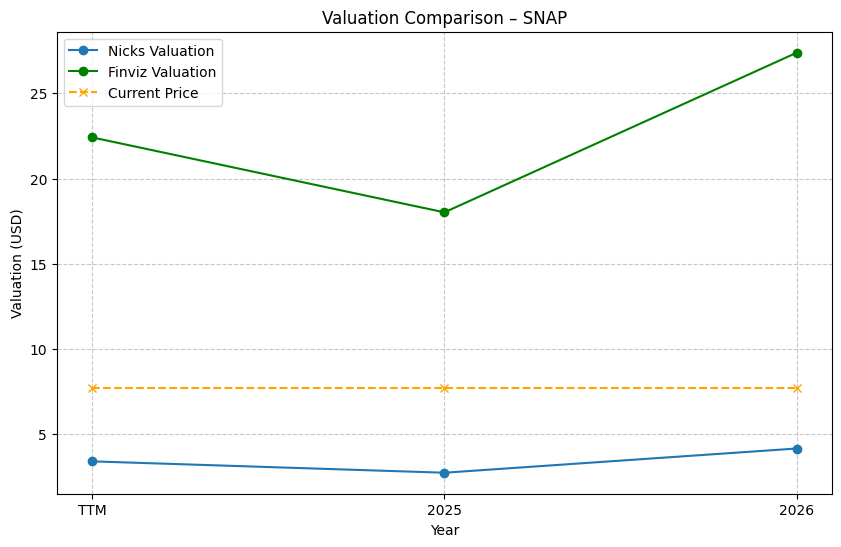 Valuation Comparison – SNAP
Nicks Valuation
Finviz Valuation
Current Price
Valuation (USD)
25
20
15
10
5
TTM
2025
2026
Year